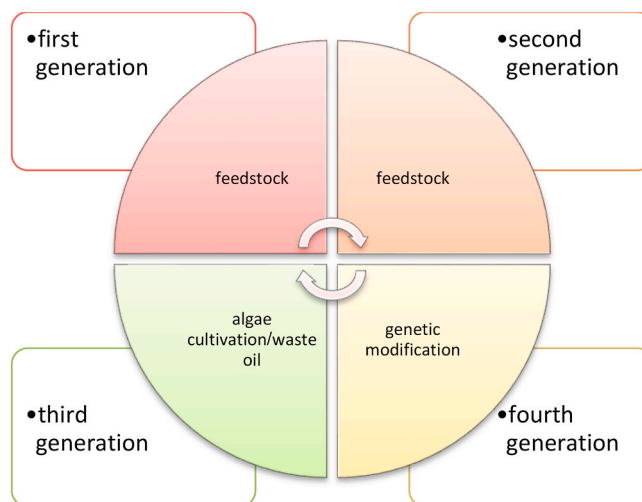 •first
generation
•second
generation
feedstock
feedstock
algae
cultivation/waste
oil
genetic
modification
•third
generation
•fourth
generation